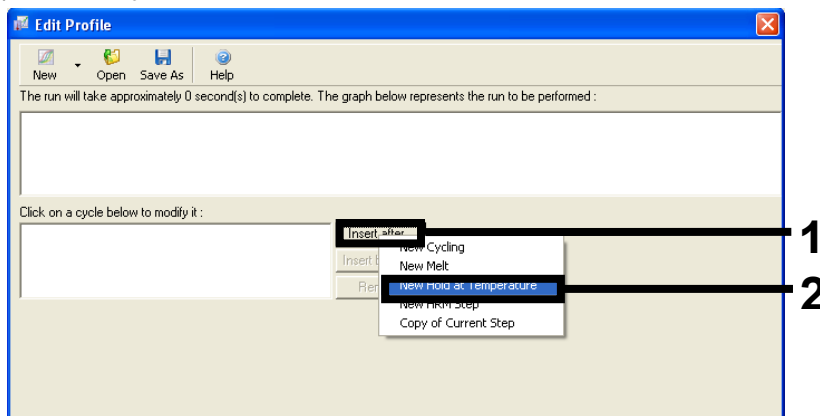 Edit Profile
New Open Save As Help
The run will take approximately 0 second(s) to complete. The graph below represents the run to be performed :
Click on a cycle below to modify it :
Insert after...
1
New Cycling
Insert
New Melt
New Hold at Temperature
2
New HRM Step
Copy of Current Step